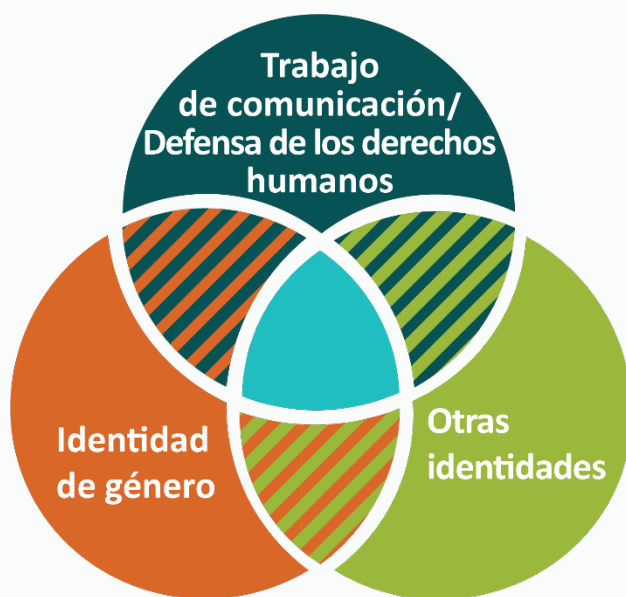 Trabajo
de comunicación/
Defensa de los derechos
humanos
Identidad
de género
Otras
identidades